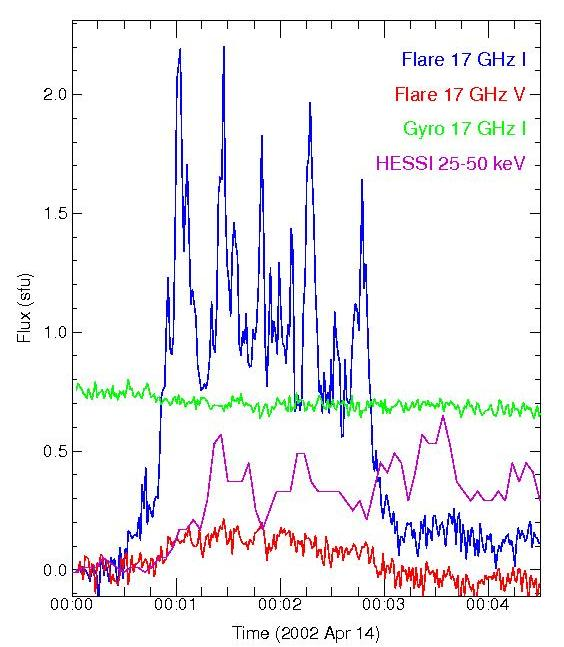 Flare 17 GHz I
Flare 17 GHz V
Gyro 17 GHz I
HESSI 25-50 keV
2.0
1.5
1.0
0.5
0.0
Flux (sfu)
00:00 00:01 00:02 00:03 00:04
Time (2002 Apr 14)